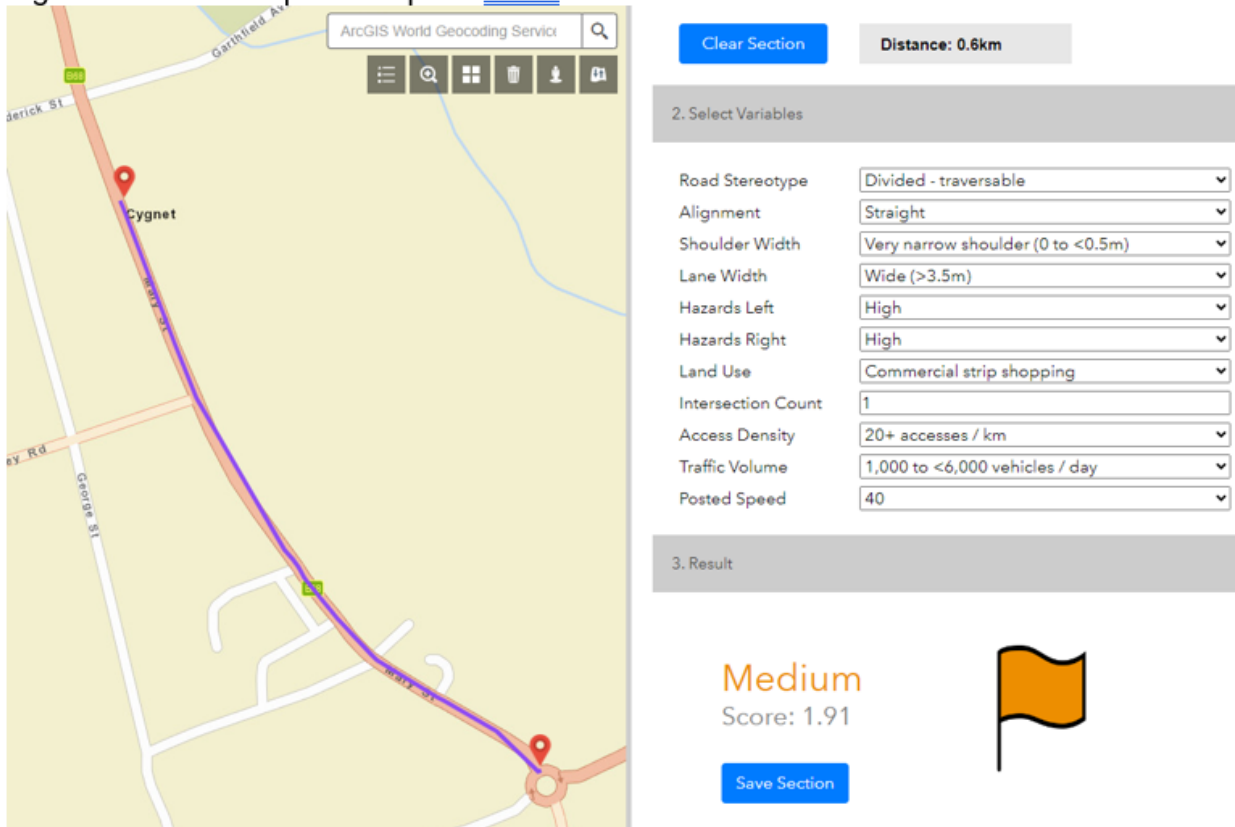 ArcGIS World Geocoding Service
Garthfield Av
B68
derick St
Cygnet
Mary St
ey Rd
George St
Mary St
Clear Section
Distance: 0.6km
2. Select Variables
Road Stereotype Divided - traversable
Alignment Straight
Shoulder Width Very narrow shoulder (0 to <0.5m)
Lane Width Wide (>3.5m)
Hazards Left High
Hazards Right High
Land Use Commercial strip shopping
Intersection Count 1
Access Density 20+ accesses / km
Traffic Volume 1,000 to <6,000 vehicles / day
Posted Speed 40
3. Result
Medium
Score: 1.91
Save Section